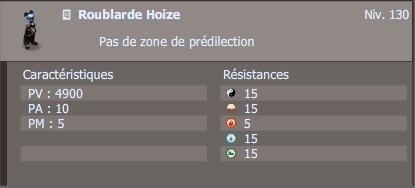 Roublarde Hoize Niv. 130
Pas de zone de prédilection
Caractéristiques Résistances
PV : 4900 15
PA : 10 15
PM : 5 5
15
15